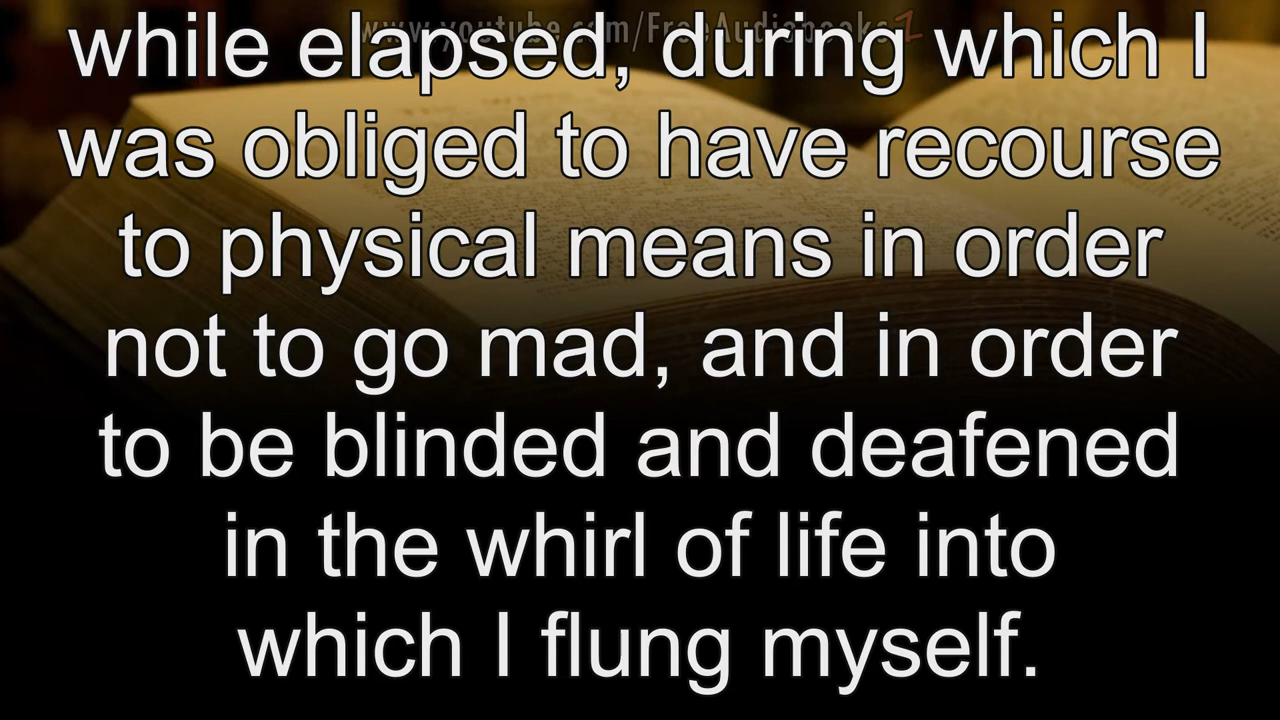 www.youtube.com/FreeAudiobooksZ
while elapsed, during which I
was obliged to have recourse
to physical means in order
not to go mad, and in order
to be blinded and deafened
in the whirl of life into
which I flung myself.